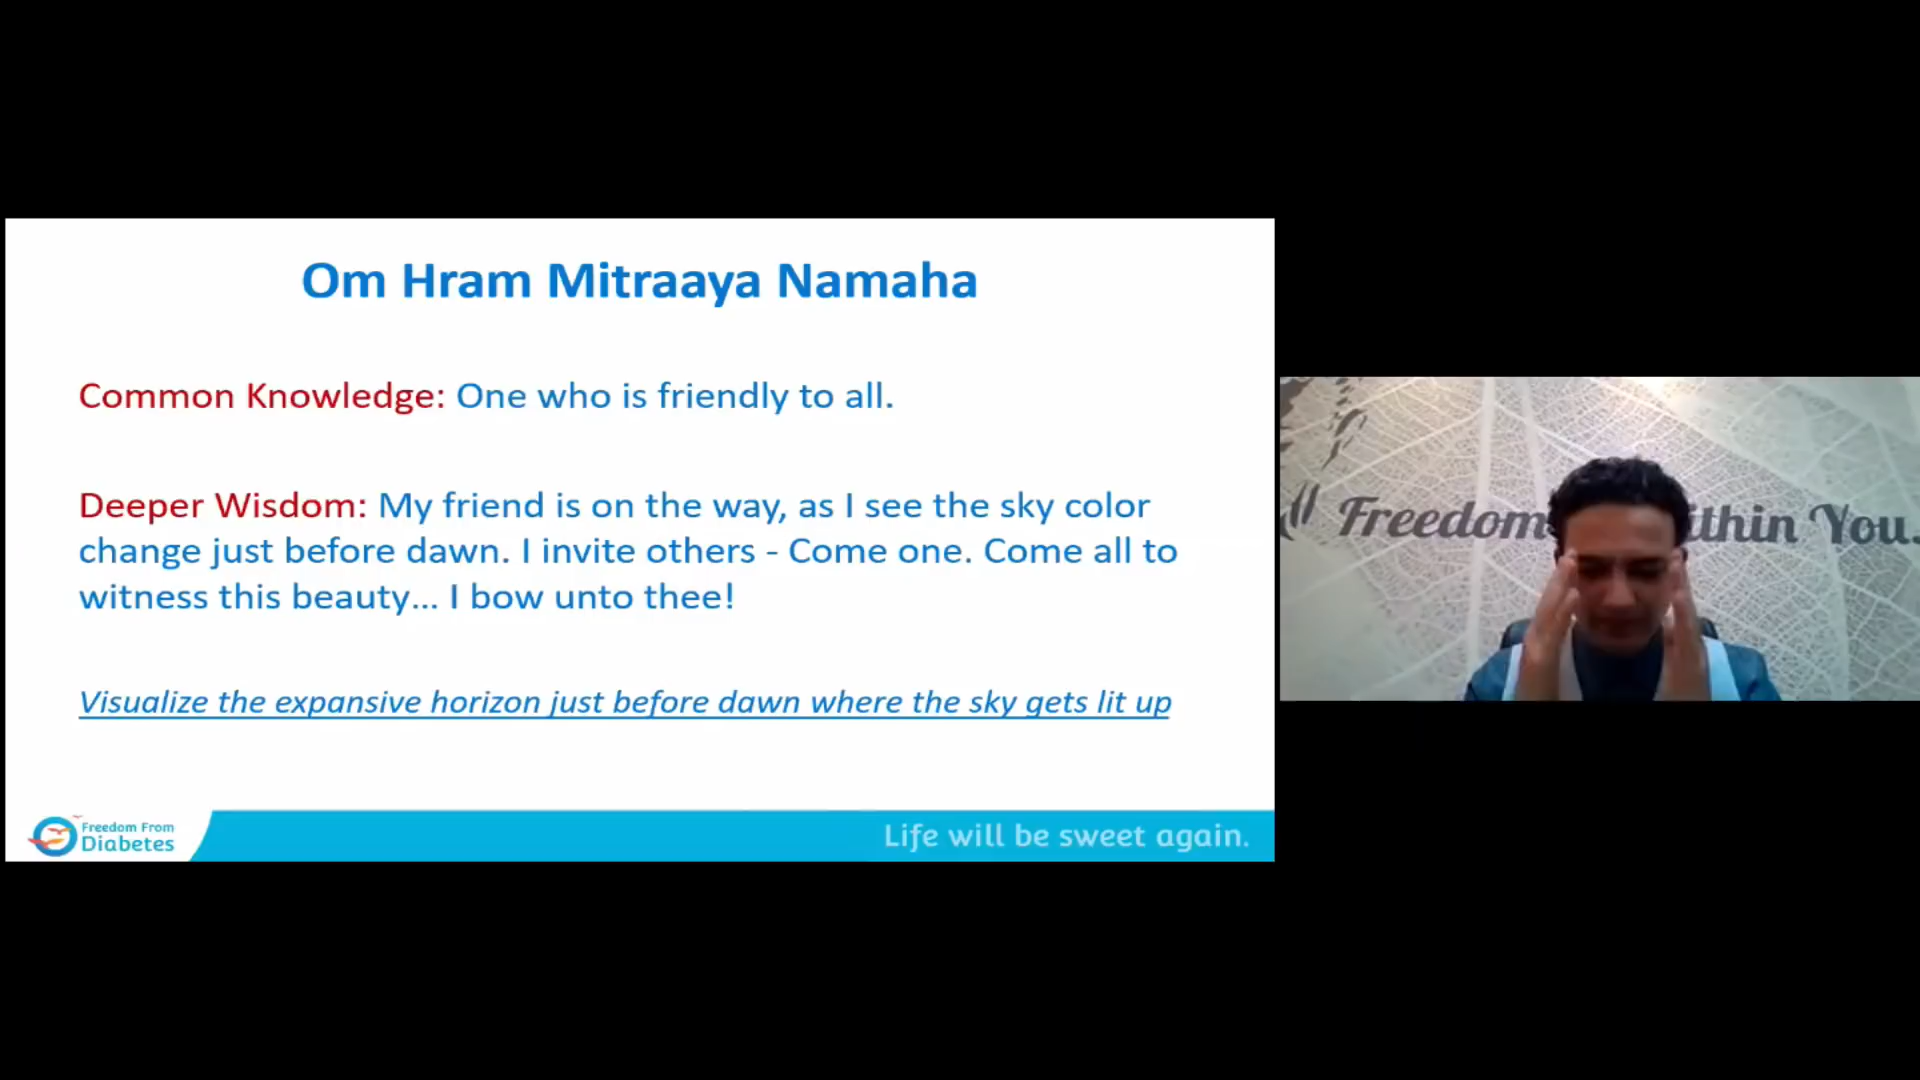 Om Hram Mitraaya Namaha
Common Knowledge: One who is friendly to all.
Deeper Wisdom: My friend is on the way, as I see the sky color
change just before dawn. I invite others - Come one. Come all to
witness this beauty... I bow unto thee!
Visualize the expansive horizon just before dawn where the sky gets lit up
Freedom From
Diabetes
Life will be sweet again.
Freedom You.